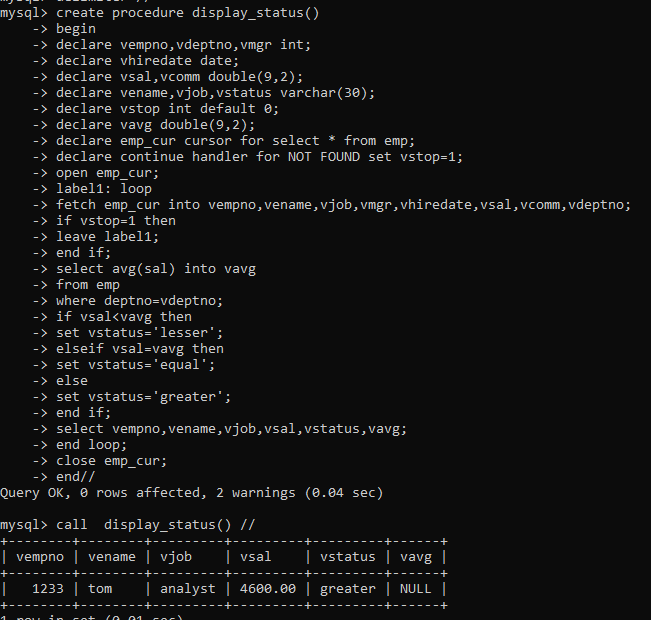 mysql> delimiter //
mysql> create procedure display_status()
    -> begin
    -> declare vempno,vdeptno,vmgr int;
    -> declare vhiredate date;
    -> declare vsal,vcomm double(9,2);
    -> declare vename,vjob,vstatus varchar(30);
    -> declare vstop int default 0;
    -> declare vavg double(9,2);
    -> declare emp_cur cursor for select * from emp;
    -> declare continue handler for NOT FOUND set vstop=1;
    -> open emp_cur;
    -> label1: loop
    -> fetch emp_cur into vempno,vename,vjob,vmgr,vhiredate,vsal,vcomm,vdeptno;
    -> if vstop=1 then
    -> leave label1;
    -> end if;
    -> select avg(sal) into vavg
    -> from emp
    -> where deptno=vdeptno;
    -> if vsal<vavg then
    -> set vstatus='lesser';
    -> elseif vsal=vavg then
    -> set vstatus='equal';
    -> else
    -> set vstatus='greater';
    -> end if;
    -> select vempno,vename,vjob,vsal,vstatus,vavg;
    -> end loop;
    -> close emp_cur;
    -> end//
Query OK, 0 rows affected, 2 warnings (0.04 sec)
mysql> call  display_status() //
+--------+--------+---------+---------+---------+------+
| vempno | vename | vjob    | vsal    | vstatus | vavg |
+--------+--------+---------+---------+---------+------+
|   1233 | tom    | analyst | 4600.00 | greater | NULL |
+--------+--------+---------+---------+---------+------+
1 row in set (0.01 sec)